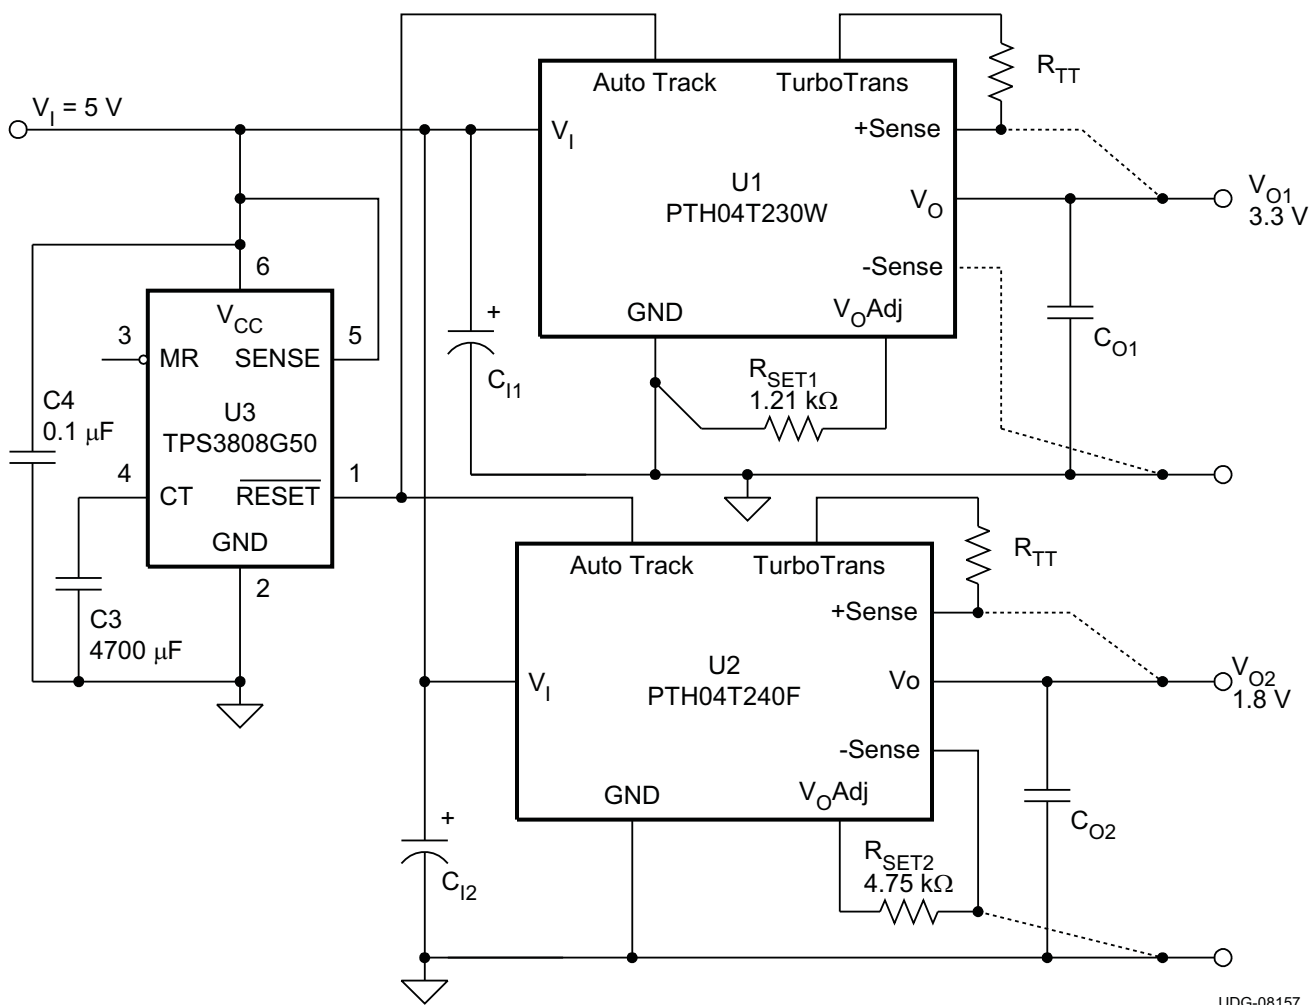 Auto Track
TurboTrans
R_TT
V_I = 5 V
V_I
+Sense
U1
PTH04T230W
V_O
V_O1
3.3 V
-Sense
GND
V_OAdj
+
C_I1
R_SET1
1.21 kΩ
C_O1
6
V_CC
3
MR
SENSE
5
C4
0.1 μF
U3
TPS3808G50
4
CT
RESET
1
GND
2
C3
4700 μF
Auto Track
TurboTrans
R_TT
+Sense
U2
PTH04T240F
V_I
Vo
V_O2
1.8 V
-Sense
GND
V_OAdj
+
C_I2
R_SET2
4.75 kΩ
C_O2
UDG-08157